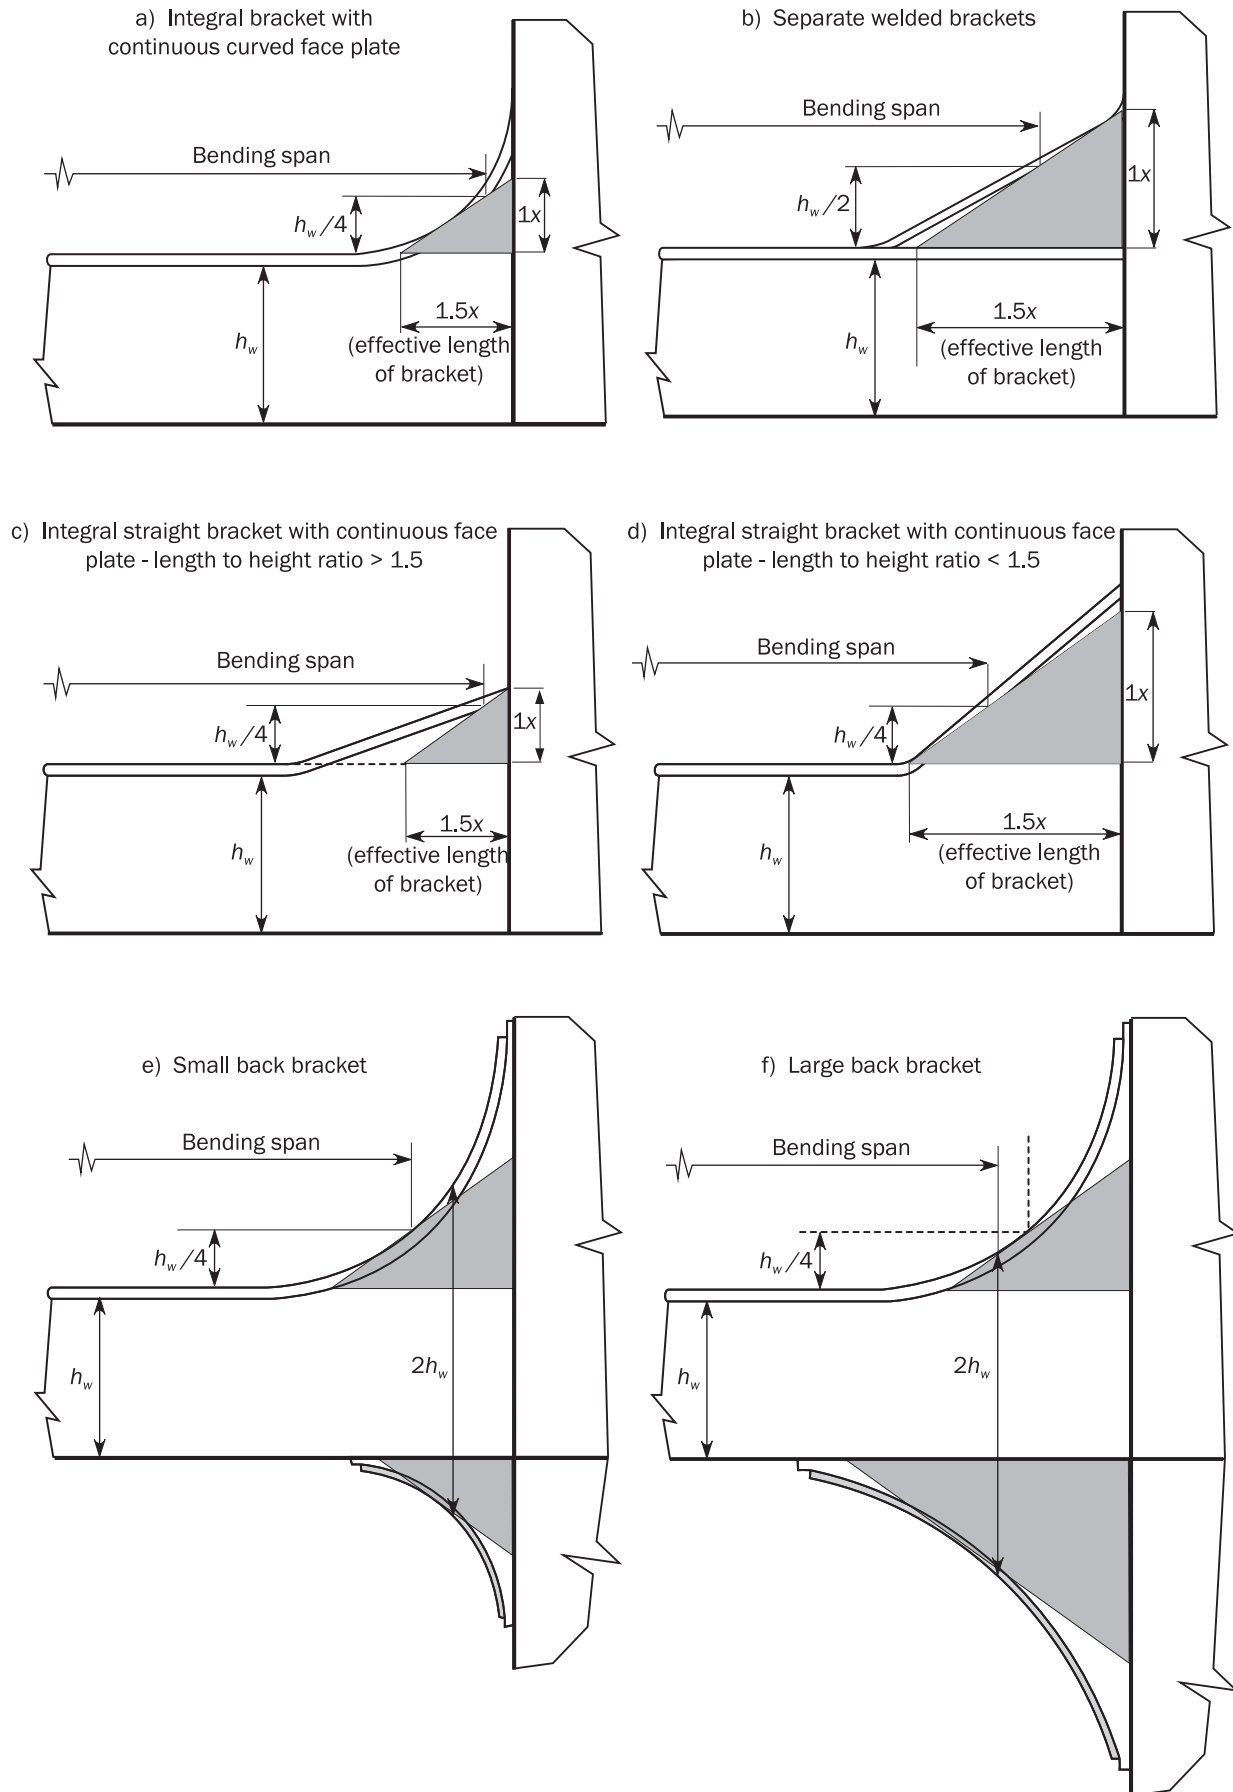 a) Integral bracket with
continuous curved face plate
Bending span
h_w/4
1x
1.5x
(effective length
of bracket)
h_w
b) Separate welded brackets
Bending span
h_w/2
1x
1.5x
(effective length
of bracket)
h_w
c) Integral straight bracket with continuous face
plate - length to height ratio > 1.5
Bending span
h_w/4
1x
1.5x
(effective length
of bracket)
h_w
d) Integral straight bracket with continuous face
plate - length to height ratio < 1.5
Bending span
h_w/4
1x
1.5x
(effective length
of bracket)
h_w
e) Small back bracket
Bending span
h_w/4
2h_w
h_w
f) Large back bracket
Bending span
h_w/4
2h_w
h_w